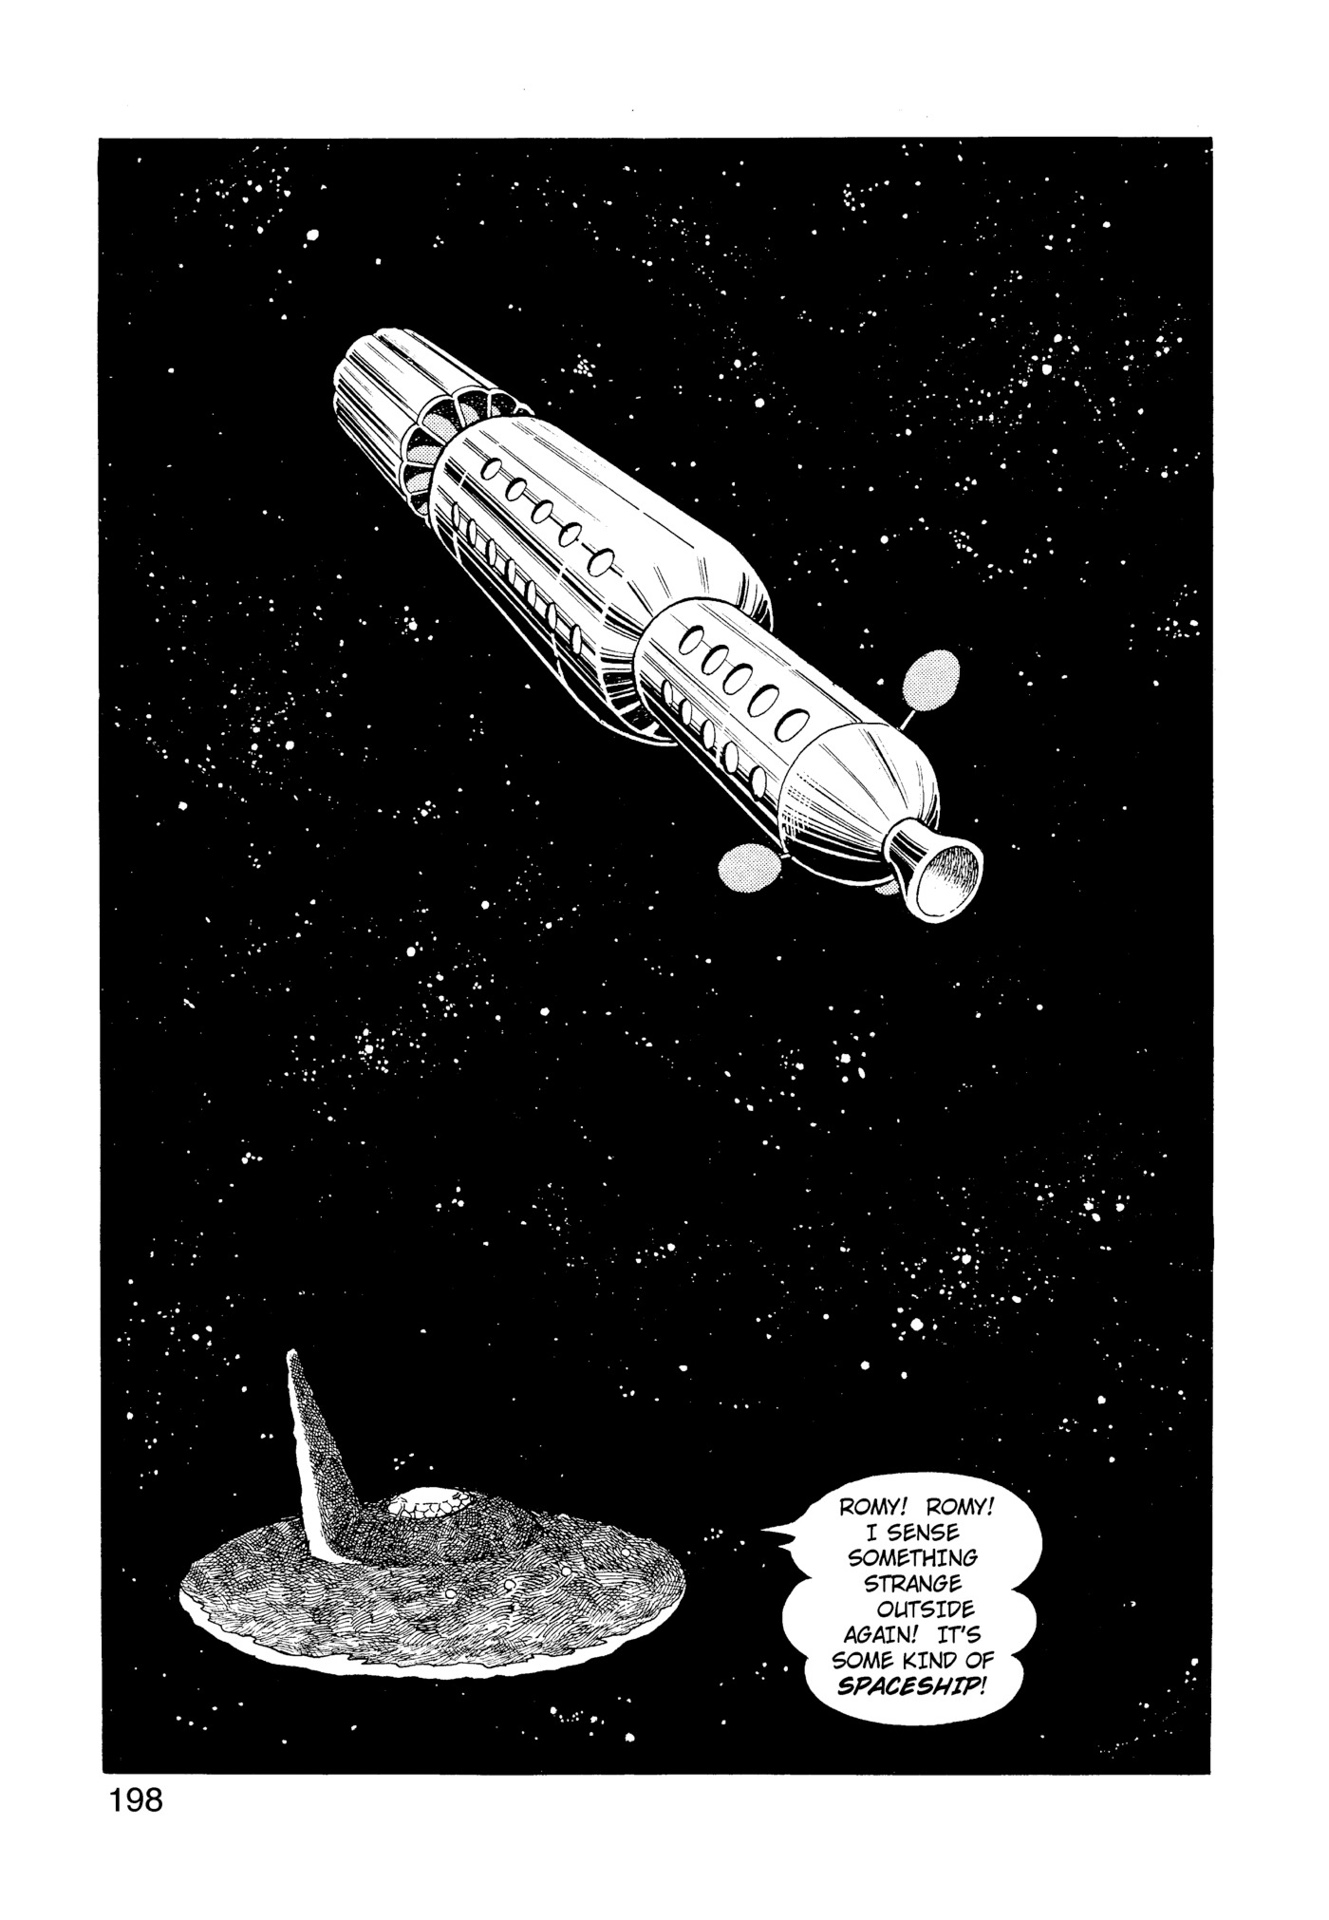 ROMY! ROMY!
I SENSE
SOMETHING
STRANGE
OUTSIDE
AGAIN! IT'S
SOME KIND OF
SPACESHIP!
198